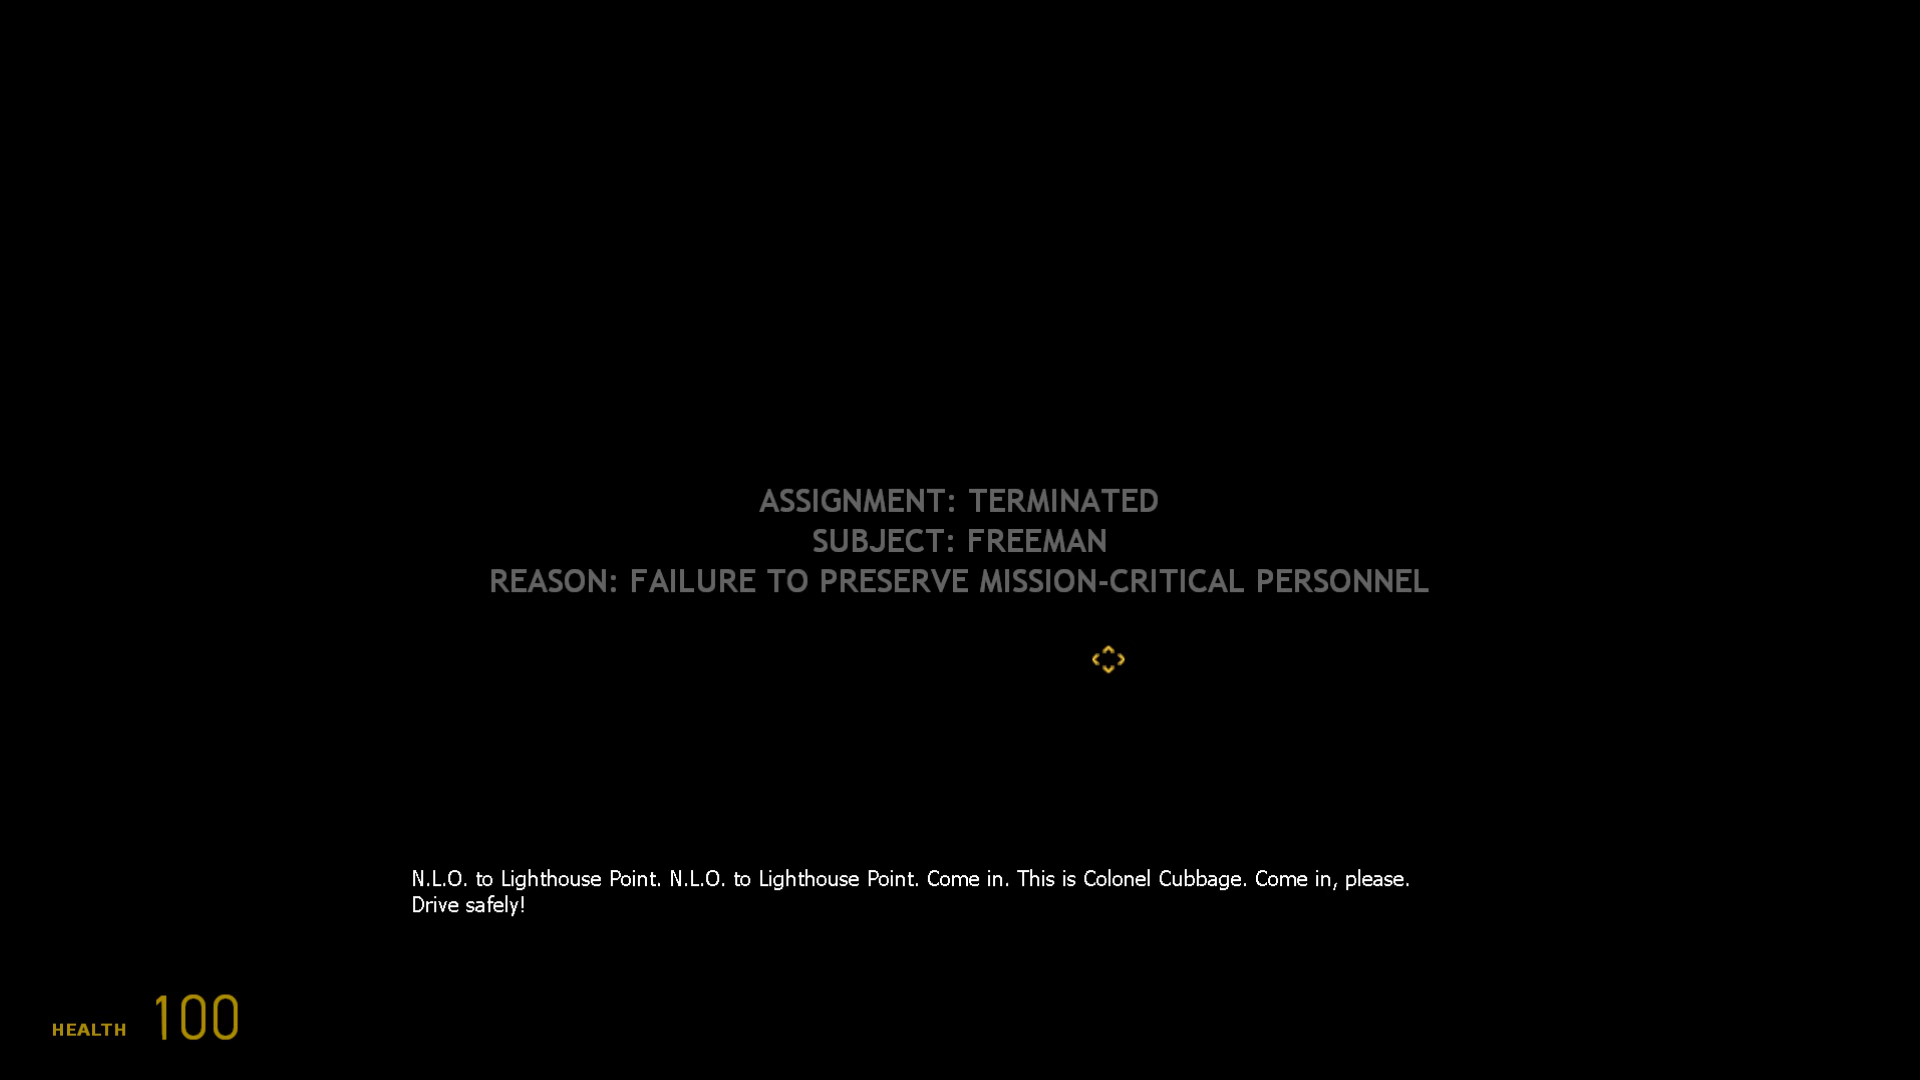 ASSIGNMENT: TERMINATED
SUBJECT: FREEMAN
REASON: FAILURE TO PRESERVE MISSION-CRITICAL PERSONNEL
N.L.O. to Lighthouse Point. N.L.O. to Lighthouse Point. Come in. This is Colonel Cubbage. Come in, please.
Drive safely!
HEALTH 100